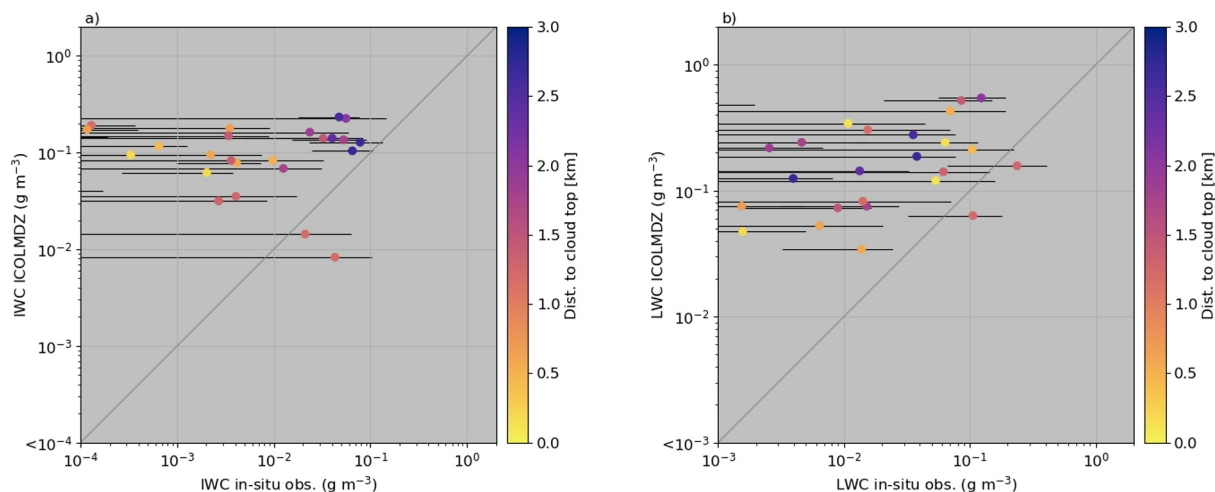 a)
10⁰
10⁻¹
10⁻²
10⁻³
<10⁻⁴
IWC ICOLMDZ (g m⁻³)
10⁻⁴ 10⁻³ 10⁻² 10⁻¹ 10⁰
IWC in-situ obs. (g m⁻³)
3.0
2.5
2.0
1.5
1.0
0.5
0.0
Dist. to cloud top [km]
b)
10⁰
10⁻¹
10⁻²
<10⁻³
LWC ICOLMDZ (g m⁻³)
10⁻³ 10⁻² 10⁻¹ 10⁰
LWC in-situ obs. (g m⁻³)
3.0
2.5
2.0
1.5
1.0
0.5
0.0
Dist. to cloud top [km]